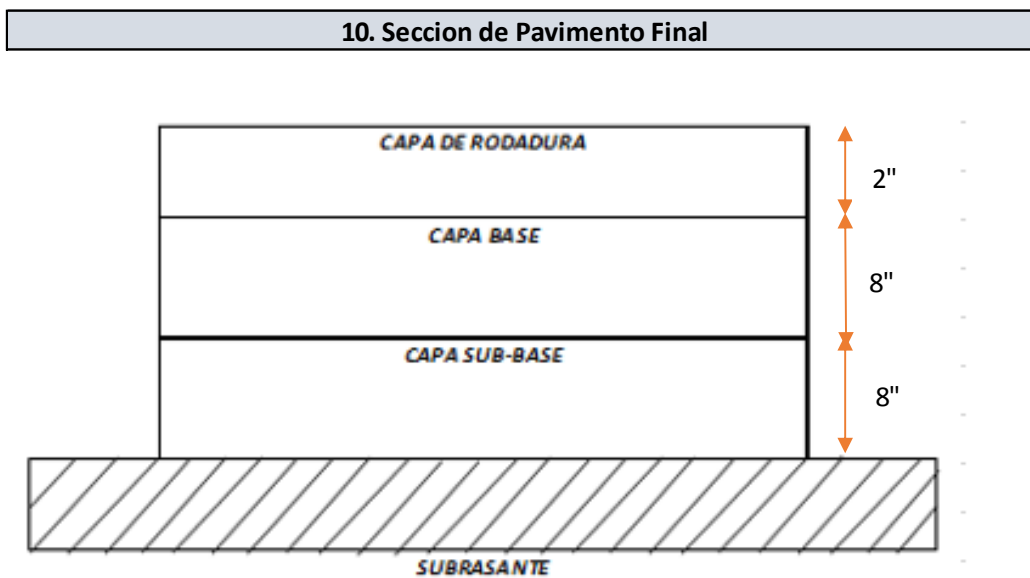 10. Seccion de Pavimento Final
CAPA DE RODADURA
2"
CAPA BASE
8"
CAPA SUB-BASE
8"
SUBRASANTE